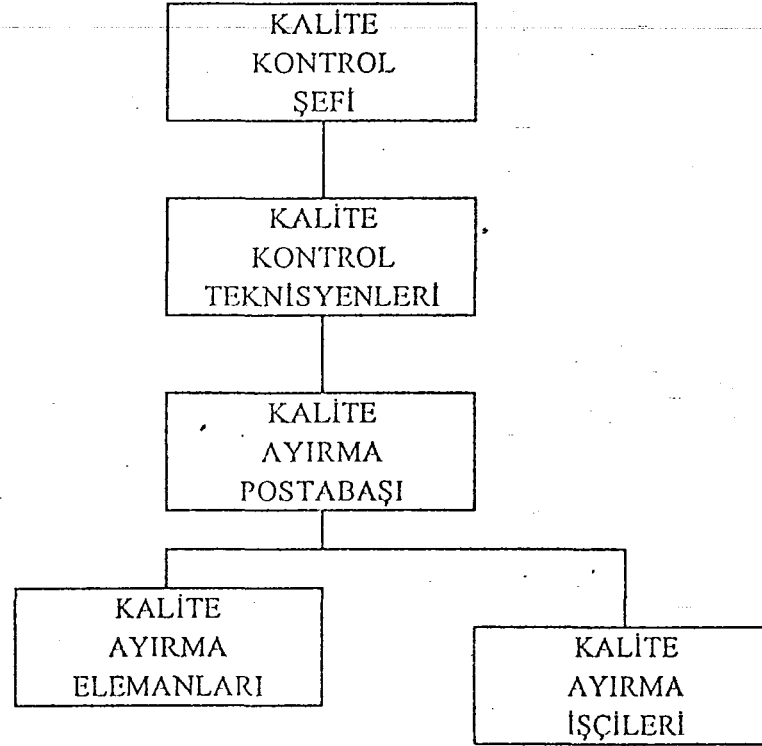 KALİTE
KONTROL
ŞEFİ
KALİTE
KONTROL
TEKNİSYENLERİ
KALİTE
AYIRMA
POSTABAŞI
KALİTE
AYIRMA
ELEMANLARI
KALİTE
AYIRMA
İŞÇİLERİ